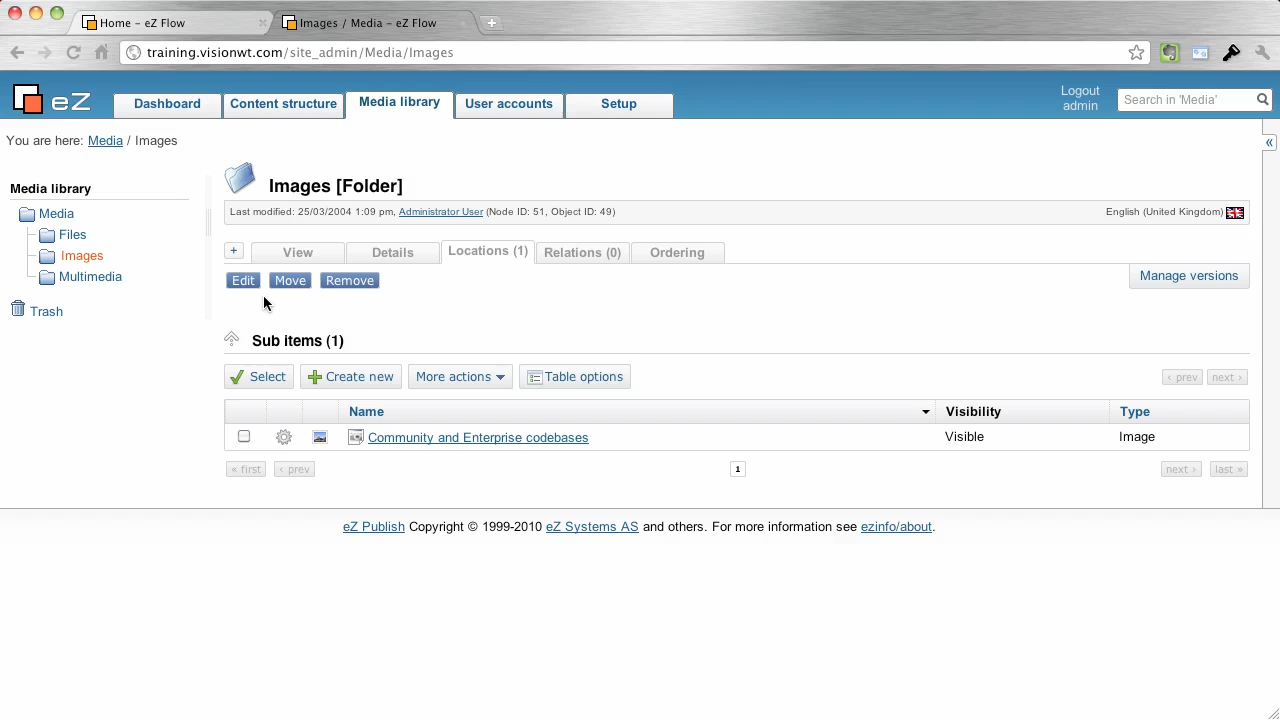 Home – eZ Flow
Images / Media – eZ Flow
training.visionwt.com/site_admin/Media/Images
eZ
Dashboard
Content structure
Media library
User accounts
Setup
Logout
admin
Search in 'Media'
You are here: Media / Images
«
Media library
Media
Files
Images
Multimedia
Trash
Images [Folder]
Last modified: 25/03/2004 1:09 pm, Administrator User (Node ID: 51, Object ID: 49)
English (United Kingdom)
+
View
Details
Locations (1)
Relations (0)
Ordering
Edit
Move
Remove
Manage versions
Sub items (1)
Select
Create new
More actions
Table options
‹ prev
next ›
Name
Visibility
Type
Community and Enterprise codebases
Visible
Image
« first
‹ prev
1
next ›
last »
eZ Publish Copyright © 1999-2010 eZ Systems AS and others. For more information see ezinfo/about.